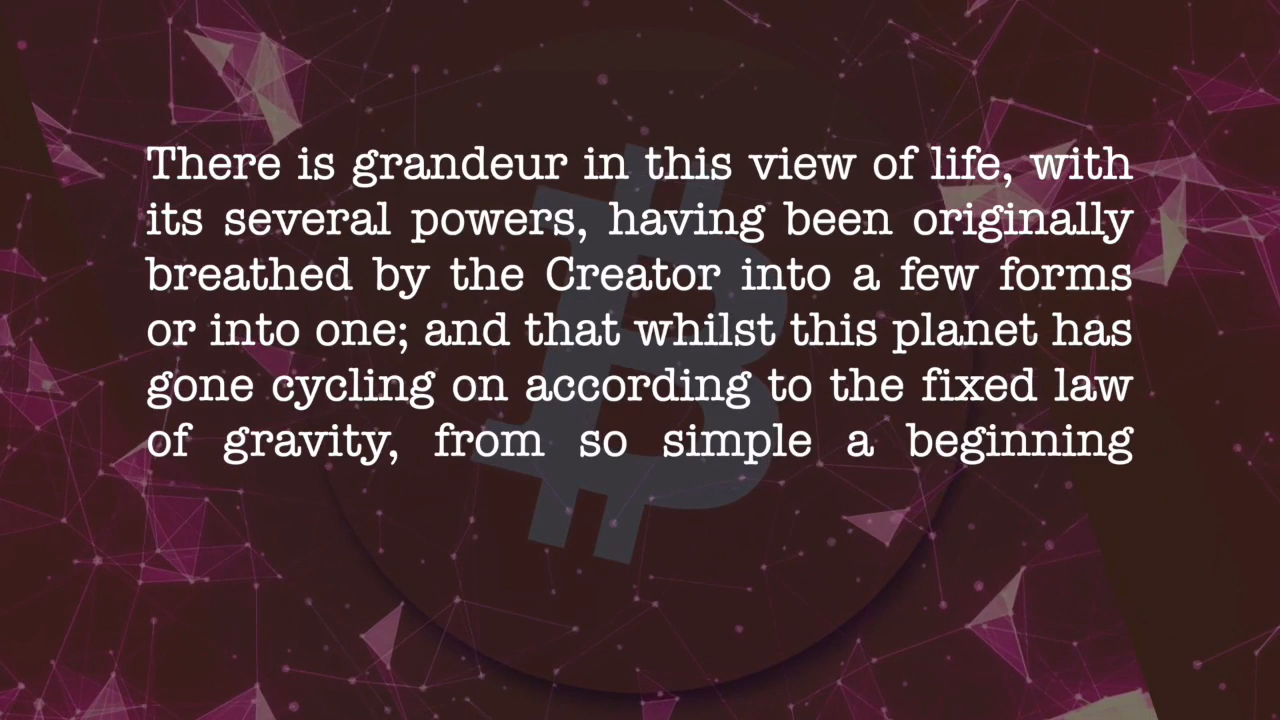 There is grandeur in this view of life, with
its several powers, having been originally
breathed by the Creator into a few forms
or into one; and that whilst this planet has
gone cycling on according to the fixed law
of gravity, from so simple a beginning